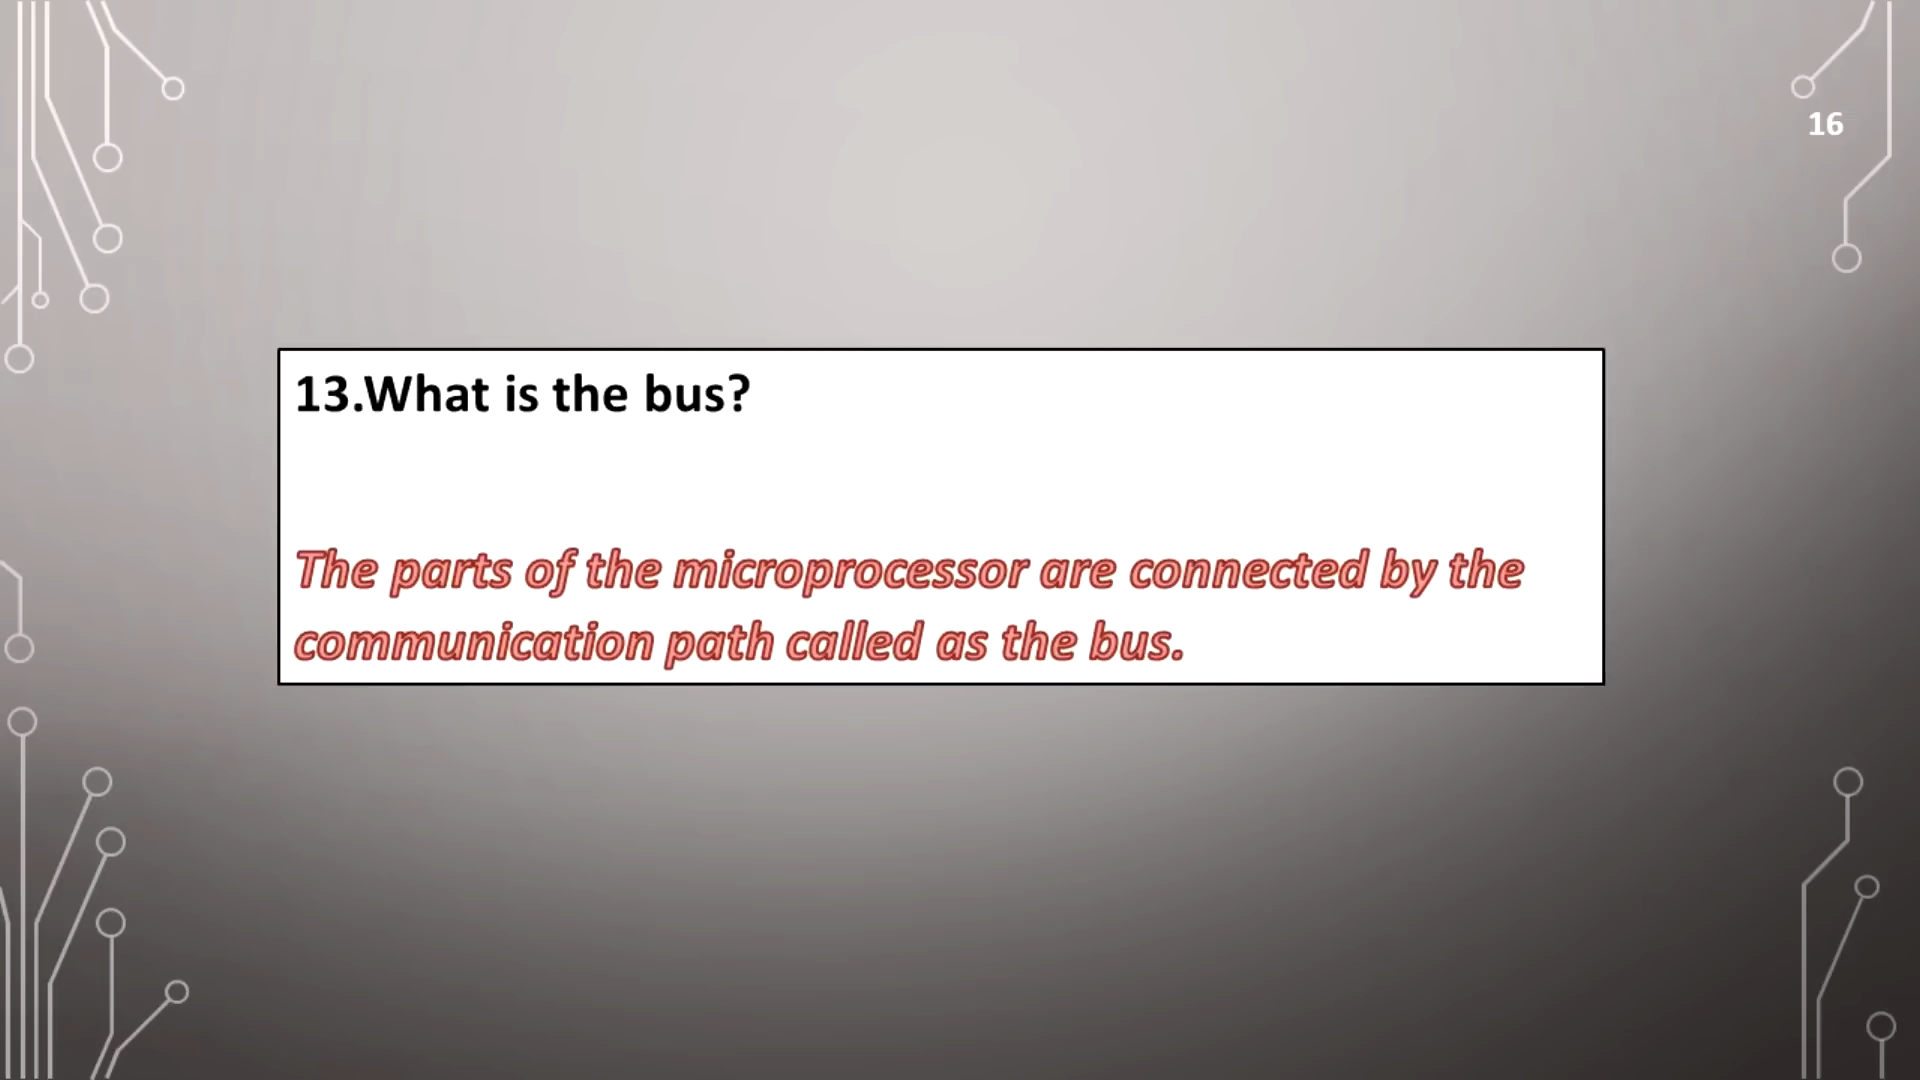 16
13.What is the bus?
The parts of the microprocessor are connected by the
communication path called as the bus.